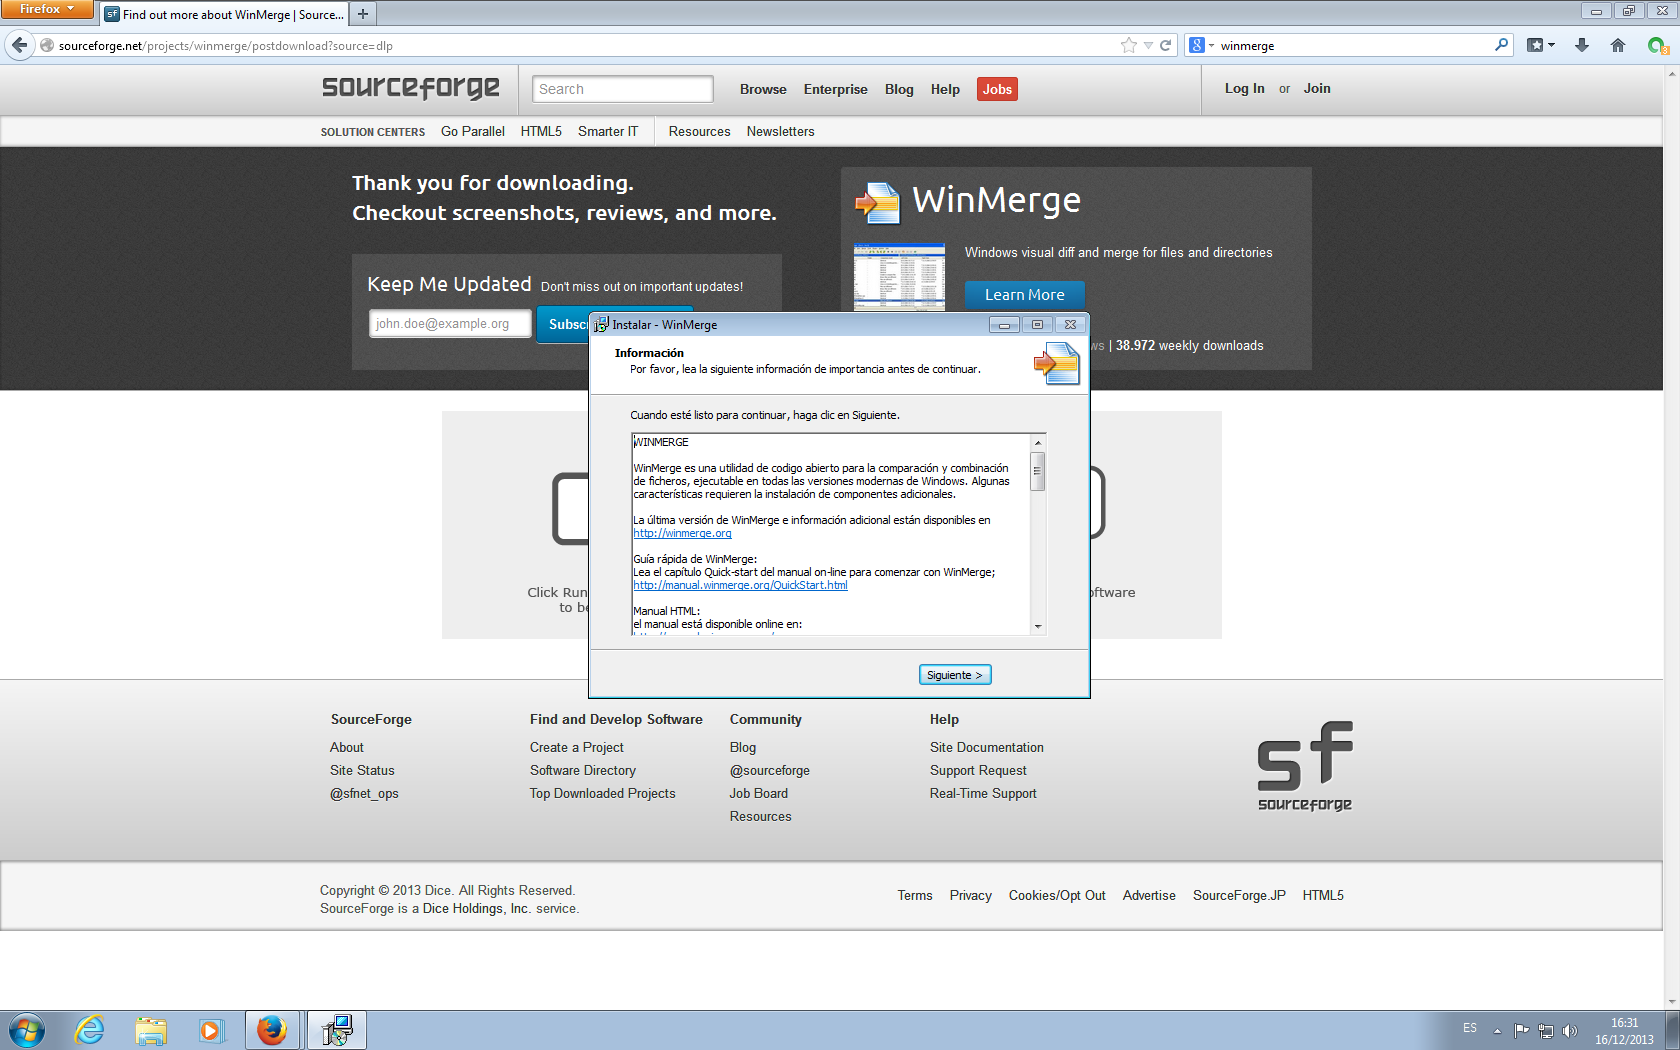 Firefox
Find out more about WinMerge | Source...
sourceforge.net/projects/winmerge/postdownload?source=dlp
winmerge
sourceforge
Search
Browse
Enterprise
Blog
Help
Jobs
Log In or Join
SOLUTION CENTERS
Go Parallel
HTML5
Smarter IT
Resources
Newsletters
Thank you for downloading.
Checkout screenshots, reviews, and more.
Keep Me Updated Don't miss out on important updates!
john.doe@example.org
WinMerge
Windows visual diff and merge for files and directories
Learn More
| 38.972 weekly downloads
Instalar - WinMerge
Información
Por favor, lea la siguiente información de importancia antes de continuar.
Cuando esté listo para continuar, haga clic en Siguiente.
WINMERGE
WinMerge es una utilidad de codigo abierto para la comparación y combinación
de ficheros, ejecutable en todas las versiones modernas de Windows. Algunas
características requieren la instalación de componentes adicionales.
La última versión de WinMerge e información adicional están disponibles en
http://winmerge.org
Guía rápida de WinMerge:
Lea el capítulo Quick-start del manual on-line para comenzar con WinMerge;
http://manual.winmerge.org/QuickStart.html
Manual HTML:
el manual está disponible online en:
Siguiente >
Click Run
to be
SourceForge
About
Site Status
@sfnet_ops
Find and Develop Software
Create a Project
Software Directory
Top Downloaded Projects
Community
Blog
@sourceforge
Job Board
Resources
Help
Site Documentation
Support Request
Real-Time Support
sf
sourceforge
Copyright © 2013 Dice. All Rights Reserved.
SourceForge is a Dice Holdings, Inc. service.
Terms
Privacy
Cookies/Opt Out
Advertise
SourceForge.JP
HTML5
ES
16:31
16/12/2013